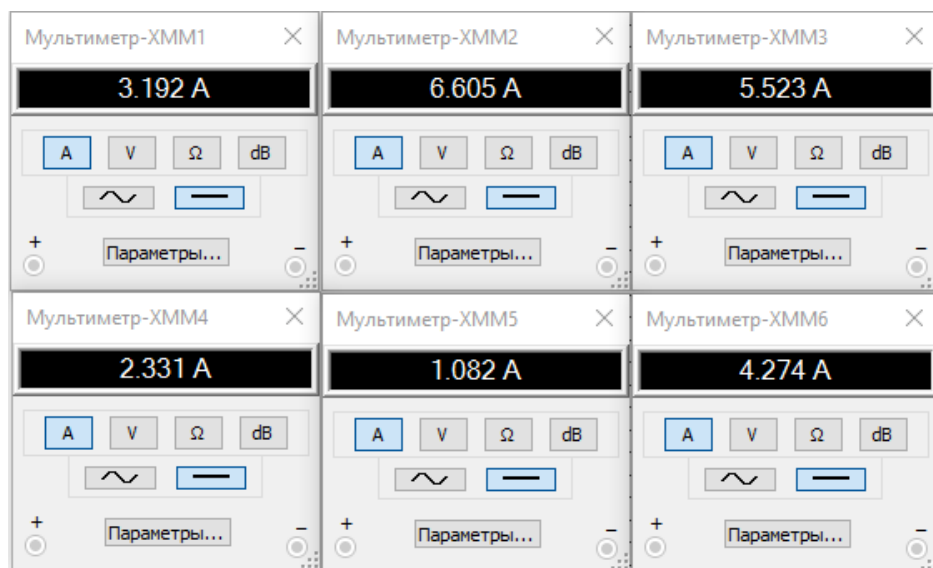 Мультиметр-XMM1
3.192 A
A V Ω dB
+ Параметры... –
Мультиметр-XMM2
6.605 A
A V Ω dB
+ Параметры... –
Мультиметр-XMM3
5.523 A
A V Ω dB
+ Параметры... –
Мультиметр-XMM4
2.331 A
A V Ω dB
+ Параметры... –
Мультиметр-XMM5
1.082 A
A V Ω dB
+ Параметры... –
Мультиметр-XMM6
4.274 A
A V Ω dB
+ Параметры... –